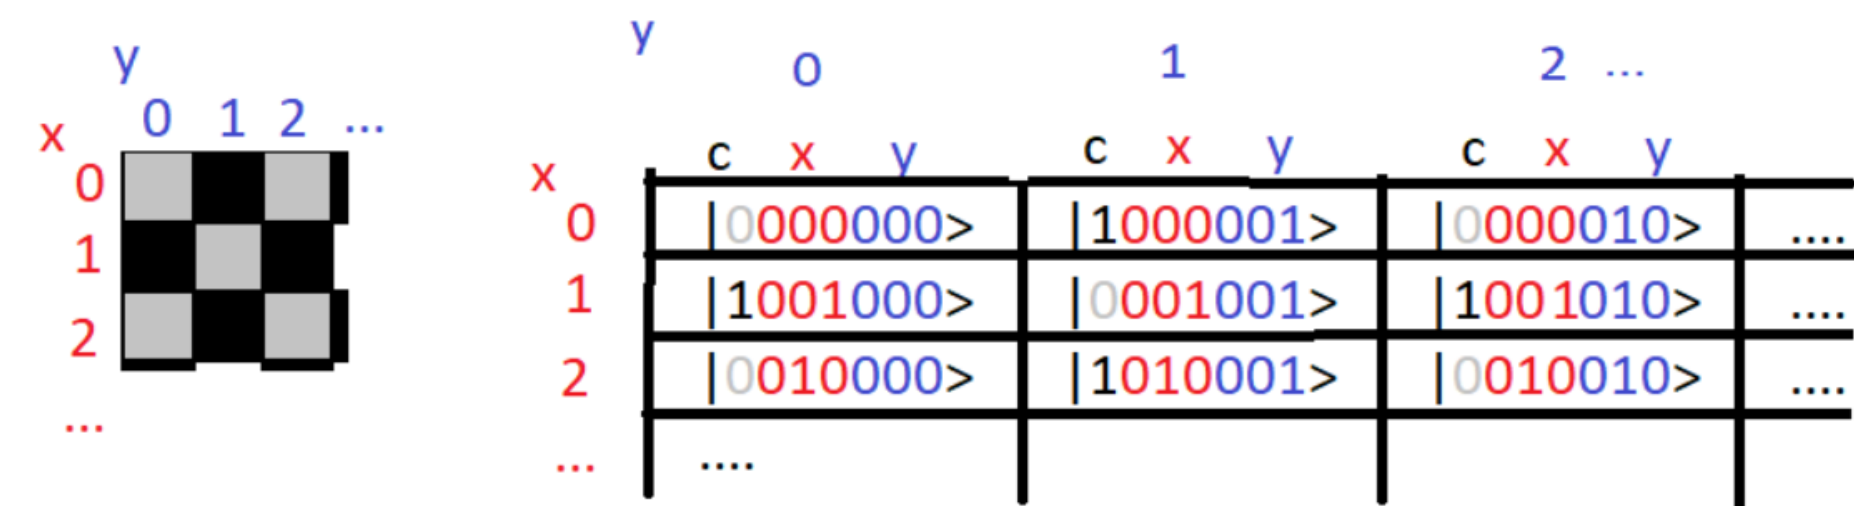 y
0 1 2 ...
x
0
1
2
...
y
0 1 2 ...
c x y c x y c x y
x
0 |0000000> |1000001> |0000010> ....
1 |1001000> |0001001> |1001010> ....
2 |0010000> |1010001> |0010010> ....
... ....